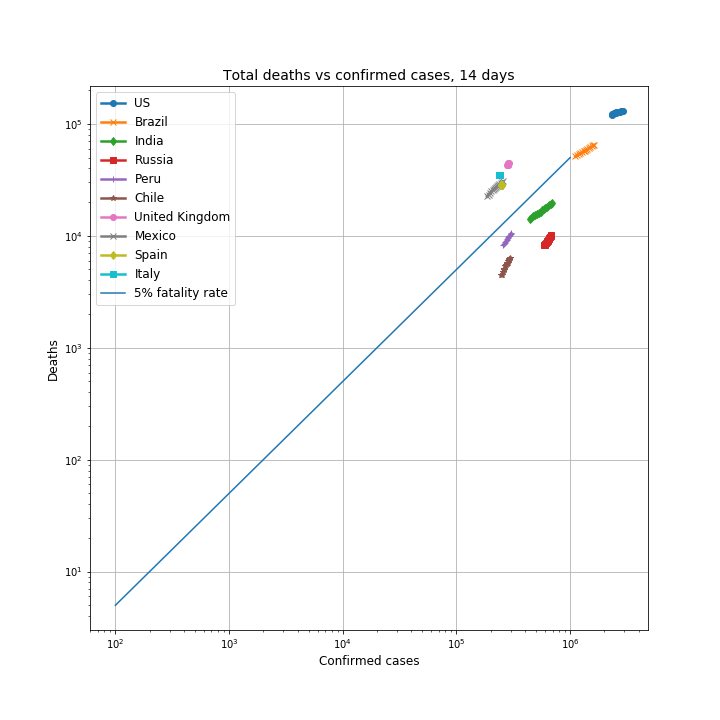 Total deaths vs confirmed cases, 14 days
US
Brazil
India
Russia
Peru
Chile
United Kingdom
Mexico
Spain
Italy
5% fatality rate
Deaths
10⁵
10⁴
10³
10²
10¹
10² 10³ 10⁴ 10⁵ 10⁶
Confirmed cases